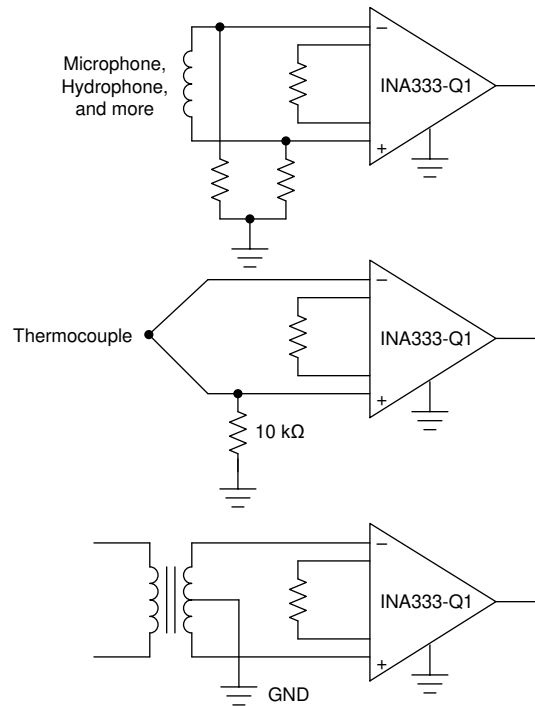 Microphone,
Hydrophone,
and more
−
INA333-Q1
+
Thermocouple
−
INA333-Q1
+
10 kΩ
−
INA333-Q1
+
GND